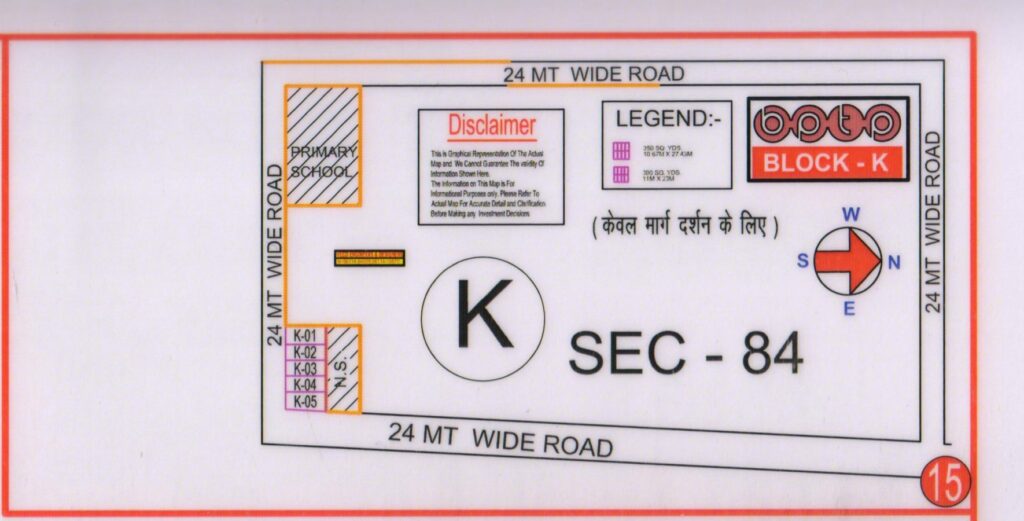 24 MT WIDE ROAD
PRIMARY
SCHOOL
24 MT WIDE ROAD
Disclaimer
This is Graphical Representation Of The Actual
Map and We Cannot Guarantee The validity Of
Information Shown Here.
The Information on This Map is For
Informational Purposes only. Please Refer To
Actual Map For Accurate Detail and Clarification
Before Making any Investment Decisions
LEGEND:-
350 SQ. YDS.
10.67M X 27.43M
300 SQ. YDS.
11M X 23M
bptp
BLOCK - K
( केवल मार्ग दर्शन के लिए )
W
S
N
E
24 MT WIDE ROAD
K
SEC - 84
K-01
K-02
K-03
K-04
K-05
N.S.
24 MT WIDE ROAD
15